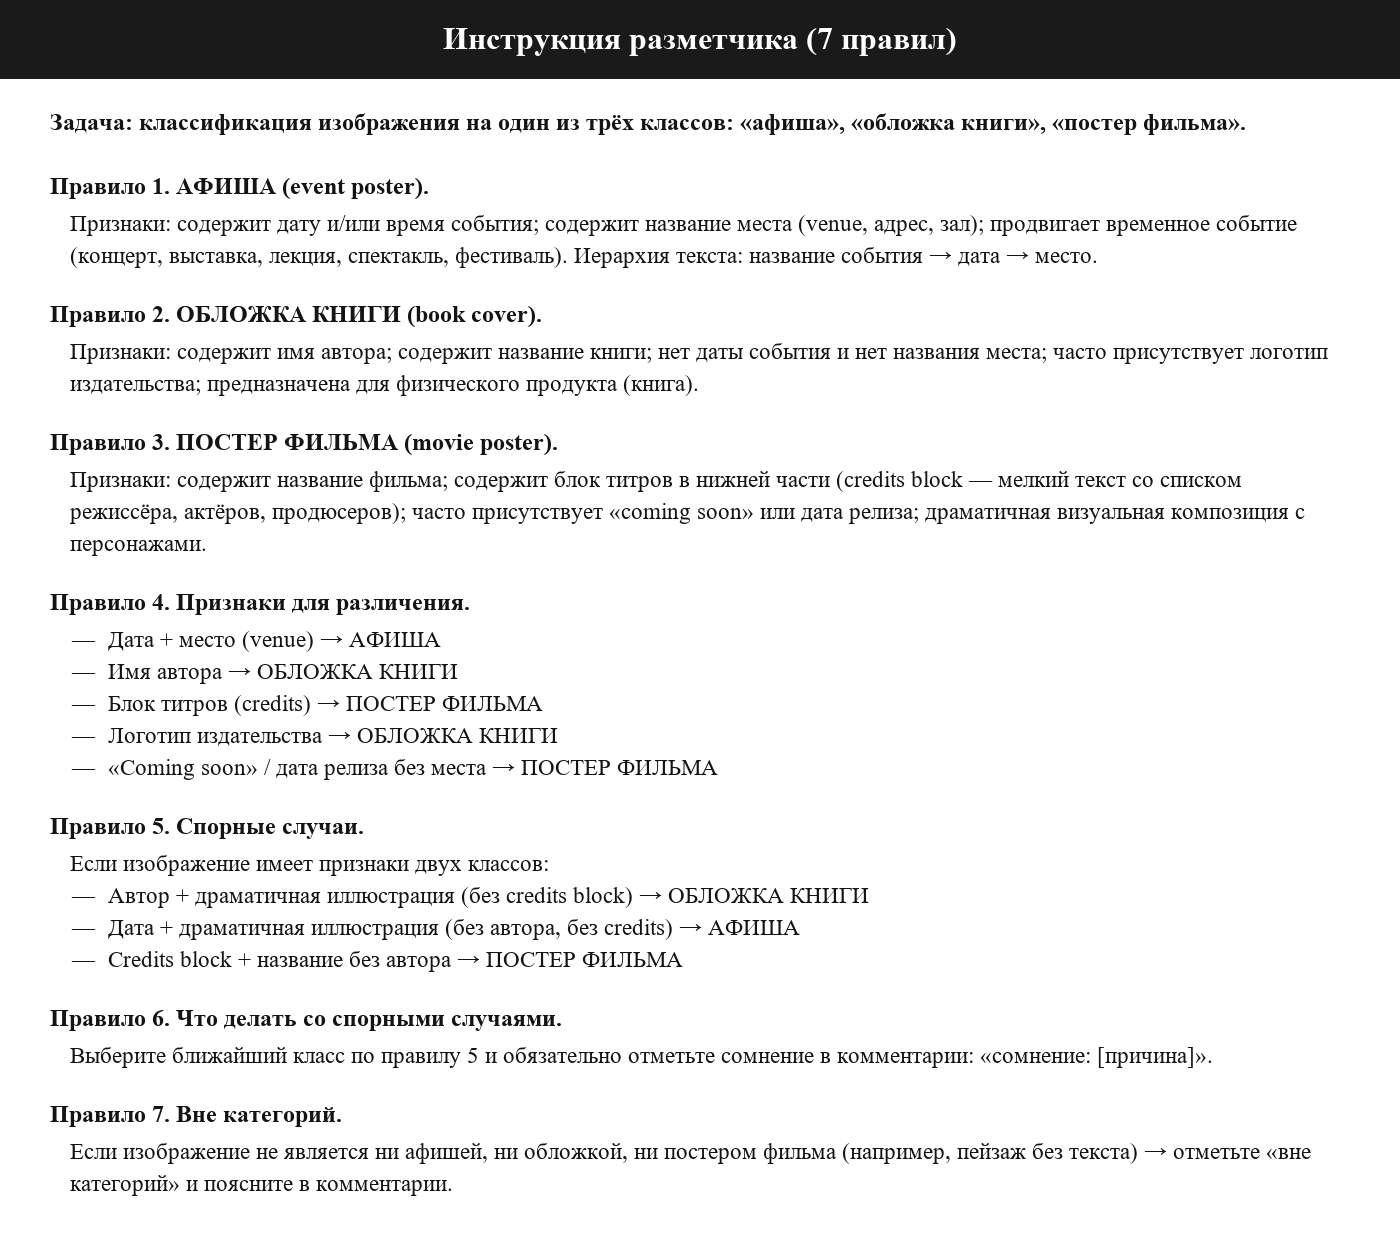 Инструкция разметчика (7 правил)
Задача: классификация изображения на один из трёх классов: «афиша», «обложка книги», «постер фильма».
Правило 1. АФИША (event poster).
Признаки: содержит дату и/или время события; содержит название места (venue, адрес, зал); продвигает временное событие
(концерт, выставка, лекция, спектакль, фестиваль). Иерархия текста: название события → дата → место.
Правило 2. ОБЛОЖКА КНИГИ (book cover).
Признаки: содержит имя автора; содержит название книги; нет даты события и нет названия места; часто присутствует логотип
издательства; предназначена для физического продукта (книга).
Правило 3. ПОСТЕР ФИЛЬМА (movie poster).
Признаки: содержит название фильма; содержит блок титров в нижней части (credits block — мелкий текст со списком
режиссёра, актёров, продюсеров); часто присутствует «coming soon» или дата релиза; драматичная визуальная композиция с
персонажами.
Правило 4. Признаки для различения.
— Дата + место (venue) → АФИША
— Имя автора → ОБЛОЖКА КНИГИ
— Блок титров (credits) → ПОСТЕР ФИЛЬМА
— Логотип издательства → ОБЛОЖКА КНИГИ
— «Coming soon» / дата релиза без места → ПОСТЕР ФИЛЬМА
Правило 5. Спорные случаи.
Если изображение имеет признаки двух классов:
— Автор + драматичная иллюстрация (без credits block) → ОБЛОЖКА КНИГИ
— Дата + драматичная иллюстрация (без автора, без credits) → АФИША
— Credits block + название без автора → ПОСТЕР ФИЛЬМА
Правило 6. Что делать со спорными случаями.
Выберите ближайший класс по правилу 5 и обязательно отметьте сомнение в комментарии: «сомнение: [причина]».
Правило 7. Вне категорий.
Если изображение не является ни афишей, ни обложкой, ни постером фильма (например, пейзаж без текста) → отметьте «вне
категорий» и поясните в комментарии.